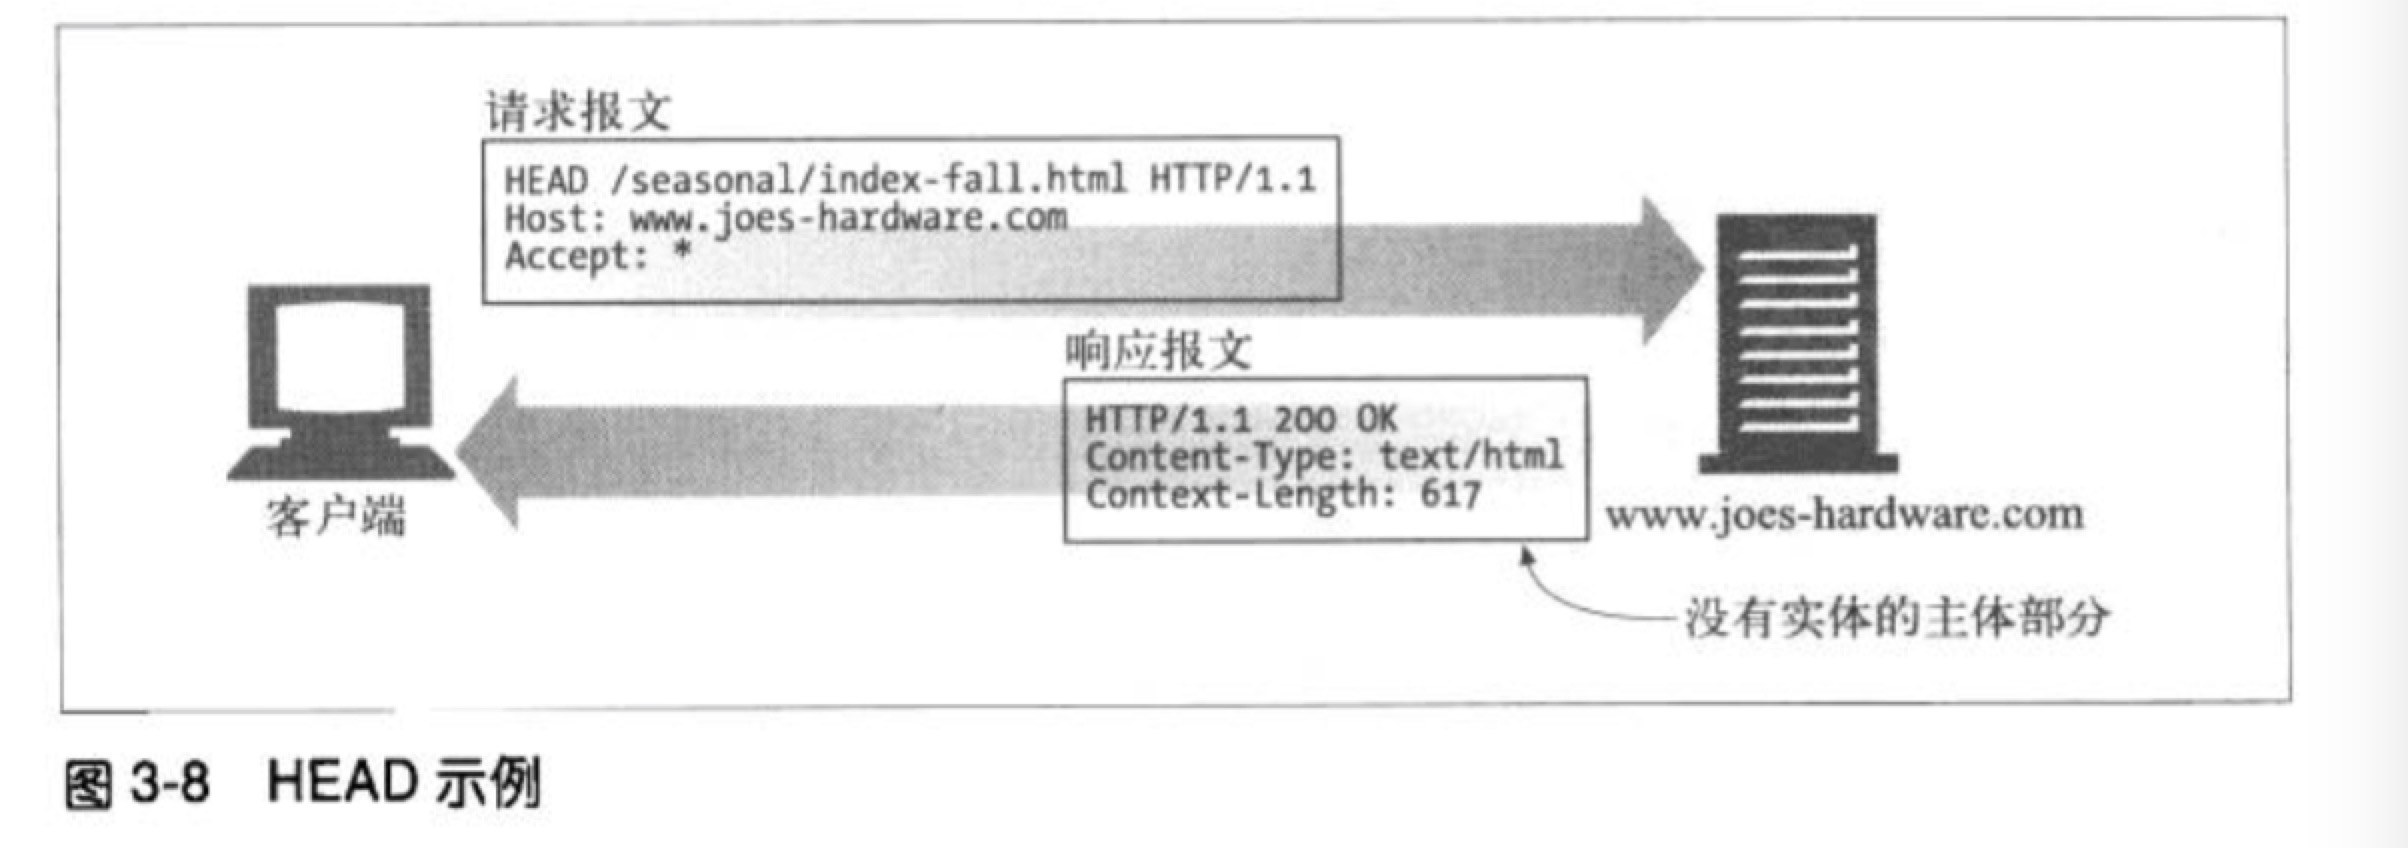 请求报文
HEAD /seasonal/index-fall.html HTTP/1.1
Host: www.joes-hardware.com
Accept: *
响应报文
HTTP/1.1 200 OK
Content-Type: text/html
Context-Length: 617
客户端
www.joes-hardware.com
没有实体的主体部分
图 3-8 HEAD 示例